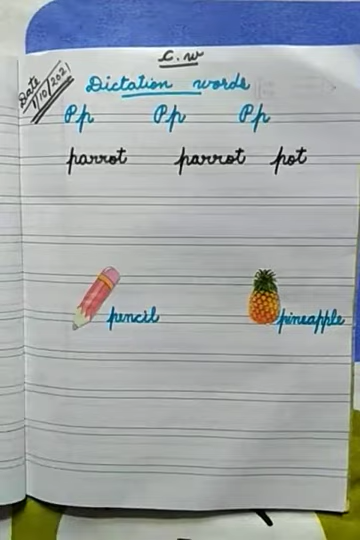 C.W
Date 1/10/2021
Dictation words
Pp Pp Pp
parrot parrot pot
pencil pineapple